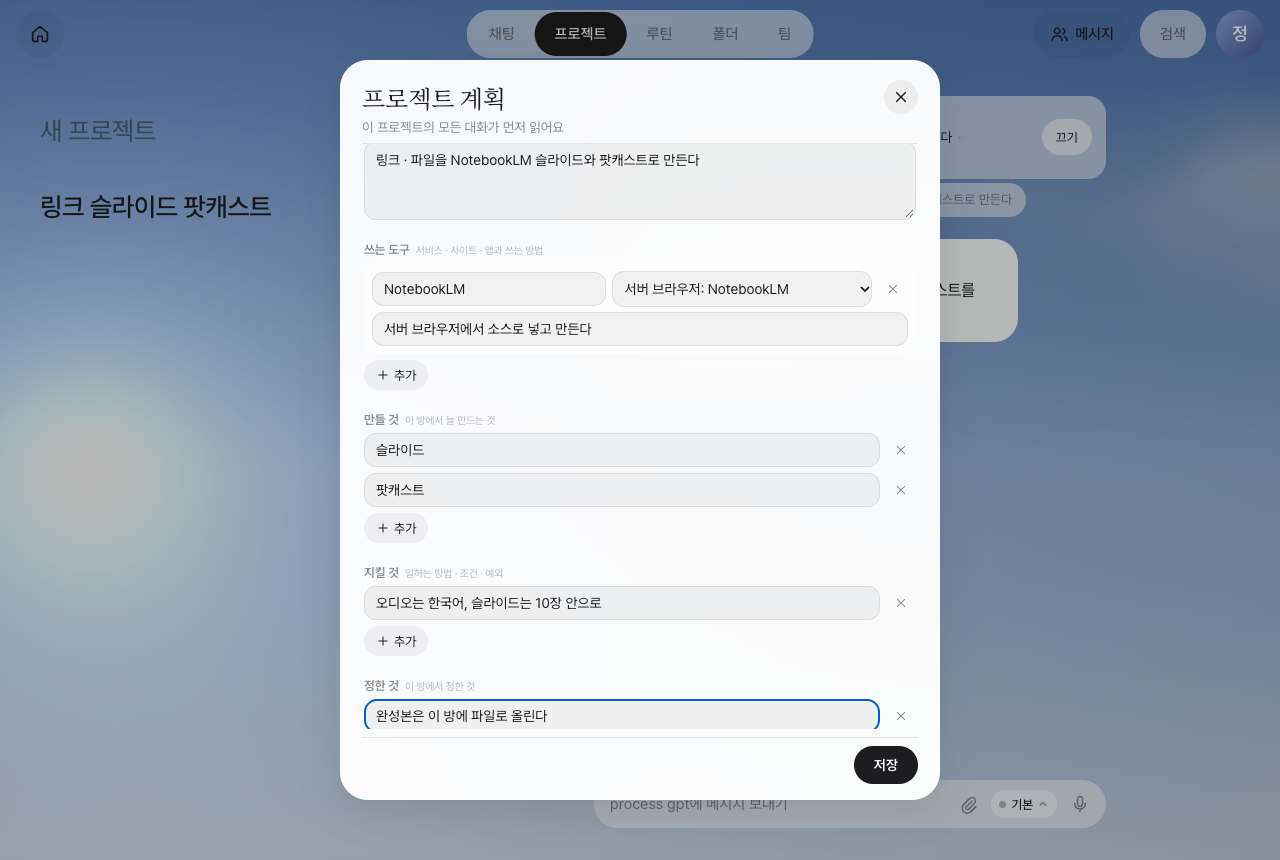 채팅 프로젝트 루틴 폴더 팀
메시지 검색 정
새 프로젝트
링크 슬라이드 팟캐스트
프로젝트 계획
이 프로젝트의 모든 대화가 먼저 읽어요
링크 · 파일을 NotebookLM 슬라이드와 팟캐스트로 만든다
쓰는 도구 서비스 · 사이트 · 앱과 쓰는 방법
NotebookLM 서버 브라우저: NotebookLM
서버 브라우저에서 소스로 넣고 만든다
+ 추가
만들 것 이 방에서 늘 만드는 것
슬라이드
팟캐스트
+ 추가
지킬 것 일하는 방법 · 조건 · 예외
오디오는 한국어, 슬라이드는 10장 안으로
+ 추가
정한 것 이 방에서 정한 것
완성본은 이 방에 파일로 올린다
저장
다 ·
끄기
스트로 만든다
스트를
process gpt에 메시지 보내기
기본